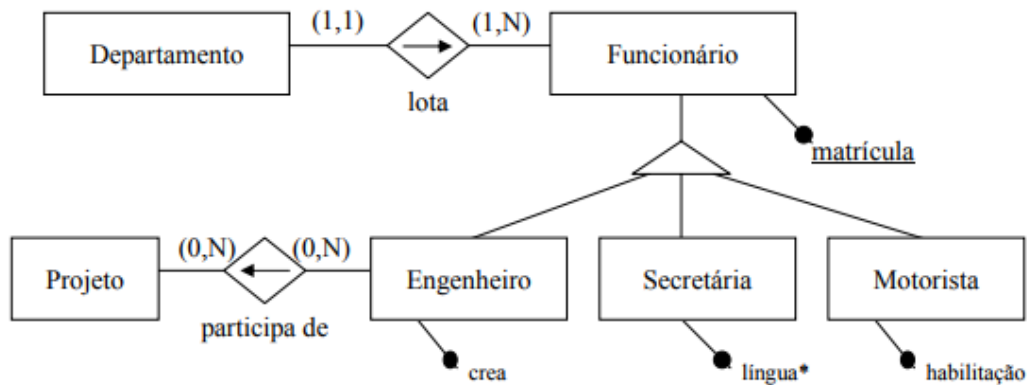 (1,1) (1,N)
Departamento Funcionário
lota
matrícula
(0,N) (0,N)
Projeto Engenheiro Secretária Motorista
participa de
crea língua* habilitação